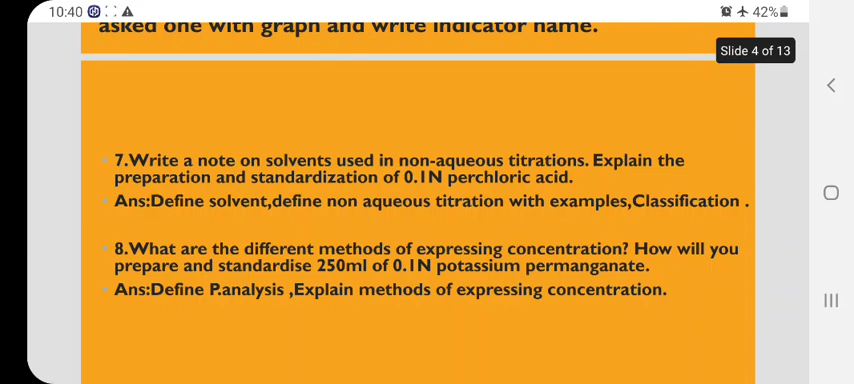 10:40
42%
asked one with graph and write indicator name.
Slide 4 of 13
7.Write a note on solvents used in non-aqueous titrations. Explain the
preparation and standardization of 0.1N perchloric acid.
Ans:Define solvent,define non aqueous titration with examples,Classification .
8.What are the different methods of expressing concentration? How will you
prepare and standardise 250ml of 0.1N potassium permanganate.
Ans:Define P.analysis ,Explain methods of expressing concentration.